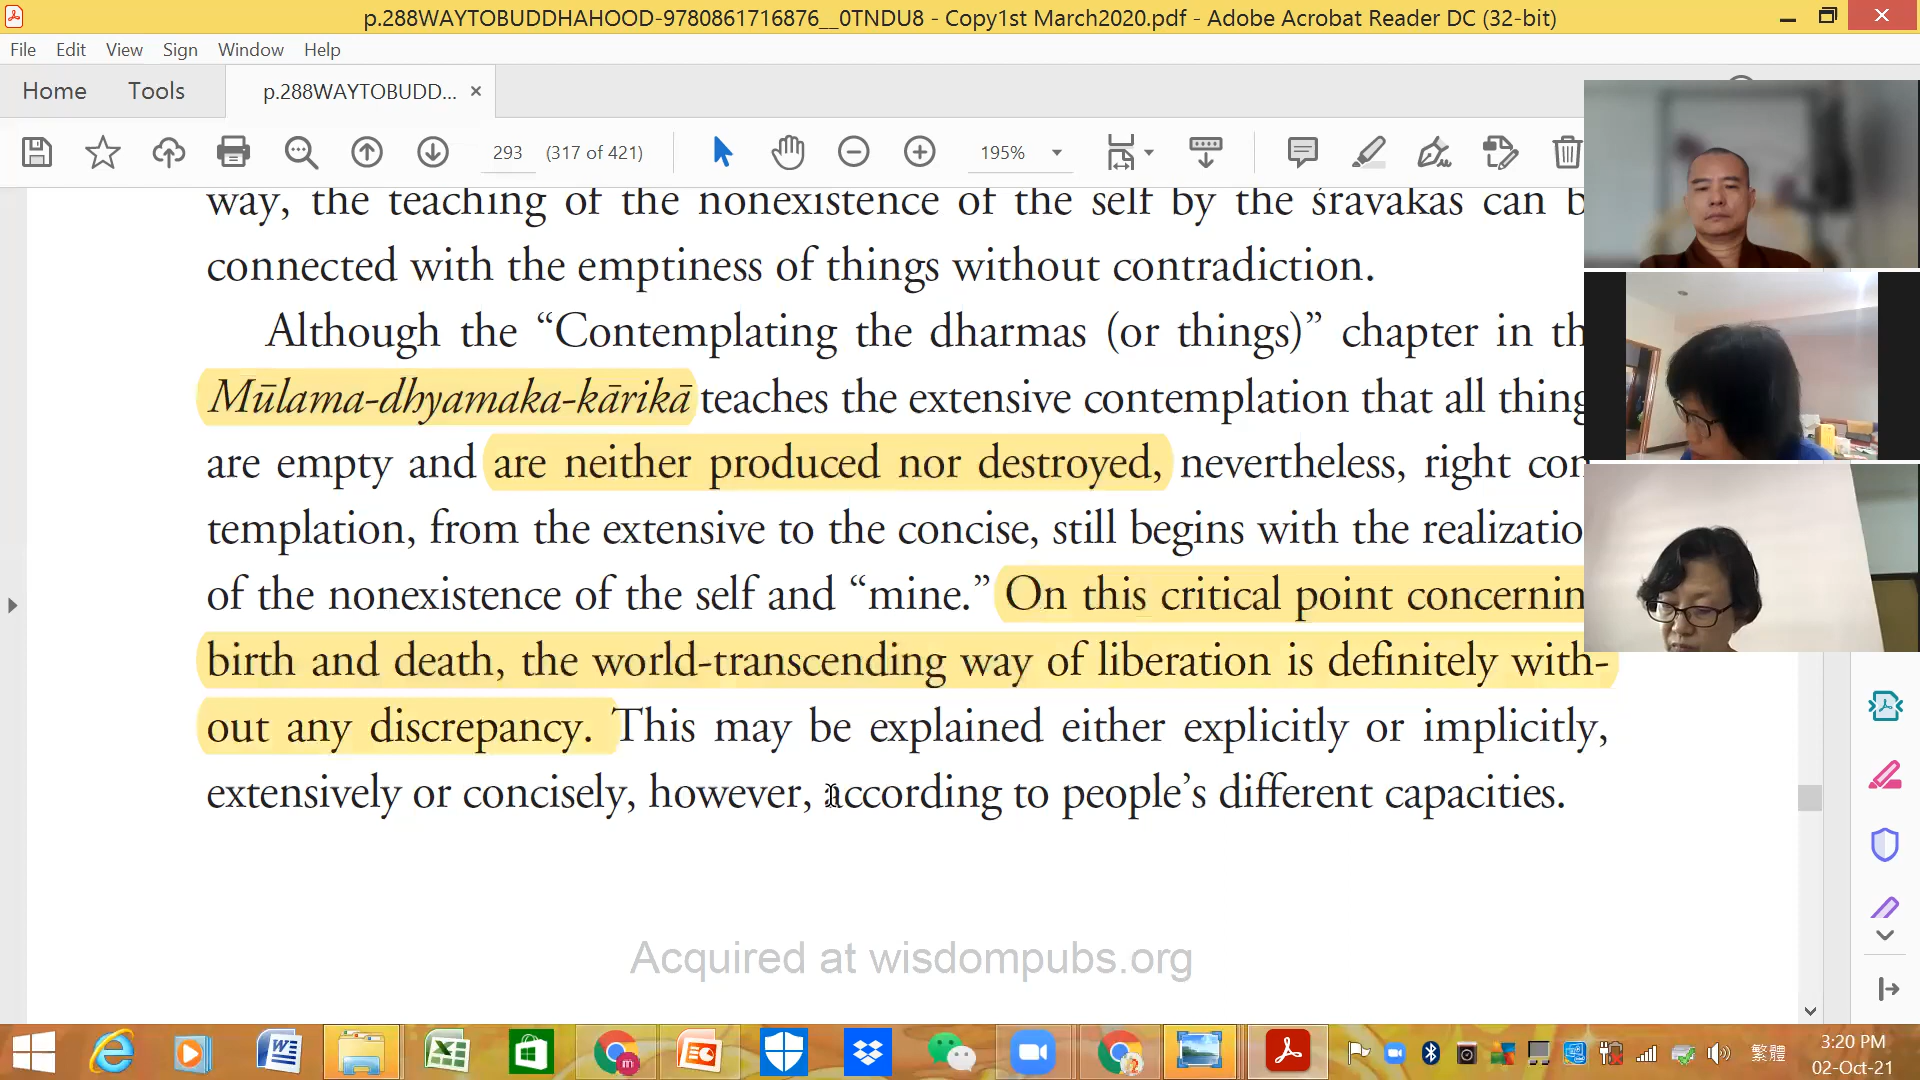 p.288WAYTOBUDDHAHOOD-9780861716876__0TNDU8 - Copy1st March2020.pdf - Adobe Acrobat Reader DC (32-bit)
File Edit View Sign Window Help
Home Tools p.288WAYTOBUDD... ×
293 (317 of 421) 195%
way, the teaching of the nonexistence of the self by the śrāvakas can b
connected with the emptiness of things without contradiction.
Although the “Contemplating the dharmas (or things)” chapter in th
Mūlama-dhyamaka-kārikā teaches the extensive contemplation that all thing
are empty and are neither produced nor destroyed, nevertheless, right con
templation, from the extensive to the concise, still begins with the realizatio
of the nonexistence of the self and “mine.” On this critical point concernin
birth and death, the world-transcending way of liberation is definitely with-
out any discrepancy. This may be explained either explicitly or implicitly,
extensively or concisely, however, according to people’s different capacities.
Acquired at wisdompubs.org
繁體
3:20 PM
02-Oct-21